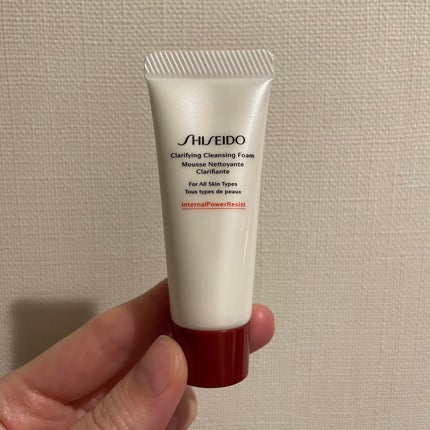 SHISEIDO
Clarifying Cleansing Foam
Mousse Nettoyante
Clarifiante
For All Skin Types
Tous types de peaux
InternalPowerResist